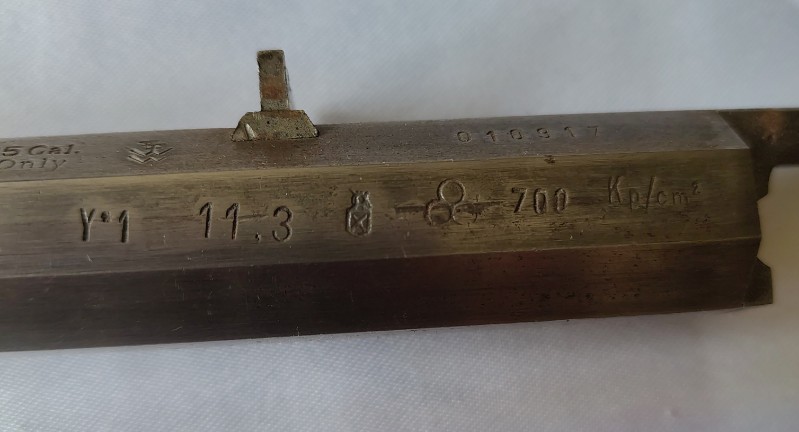 5 Cal. 010917
Only
Y•1 11,3 700 Kp/cm²